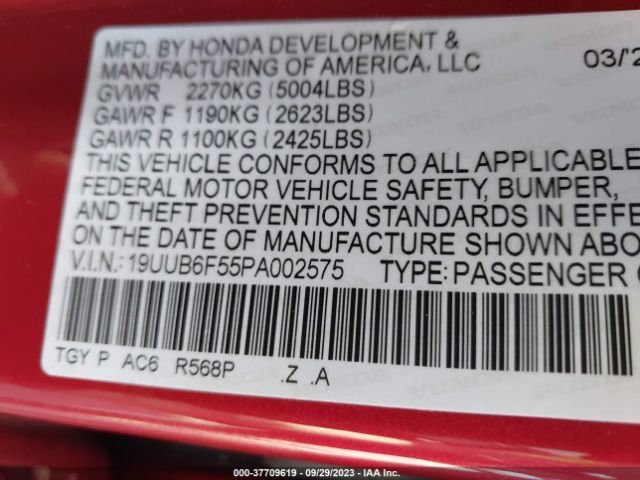 MFD. BY HONDA DEVELOPMENT &
MANUFACTURING OF AMERICA, LLC 03/'2
GVWR 2270KG (5004LBS)
GAWR F 1190KG (2623LBS)
GAWR R 1100KG (2425LBS)
THIS VEHICLE CONFORMS TO ALL APPLICABLE
FEDERAL MOTOR VEHICLE SAFETY, BUMPER,
AND THEFT PREVENTION STANDARDS IN EFFE
ON THE DATE OF MANUFACTURE SHOWN ABO
V.I.N.: 19UUB6F55PA002575 TYPE: PASSENGER
TGY P AC6 R568P .Z .A
000-37709619 / 09/29/2023 / IAA Inc.